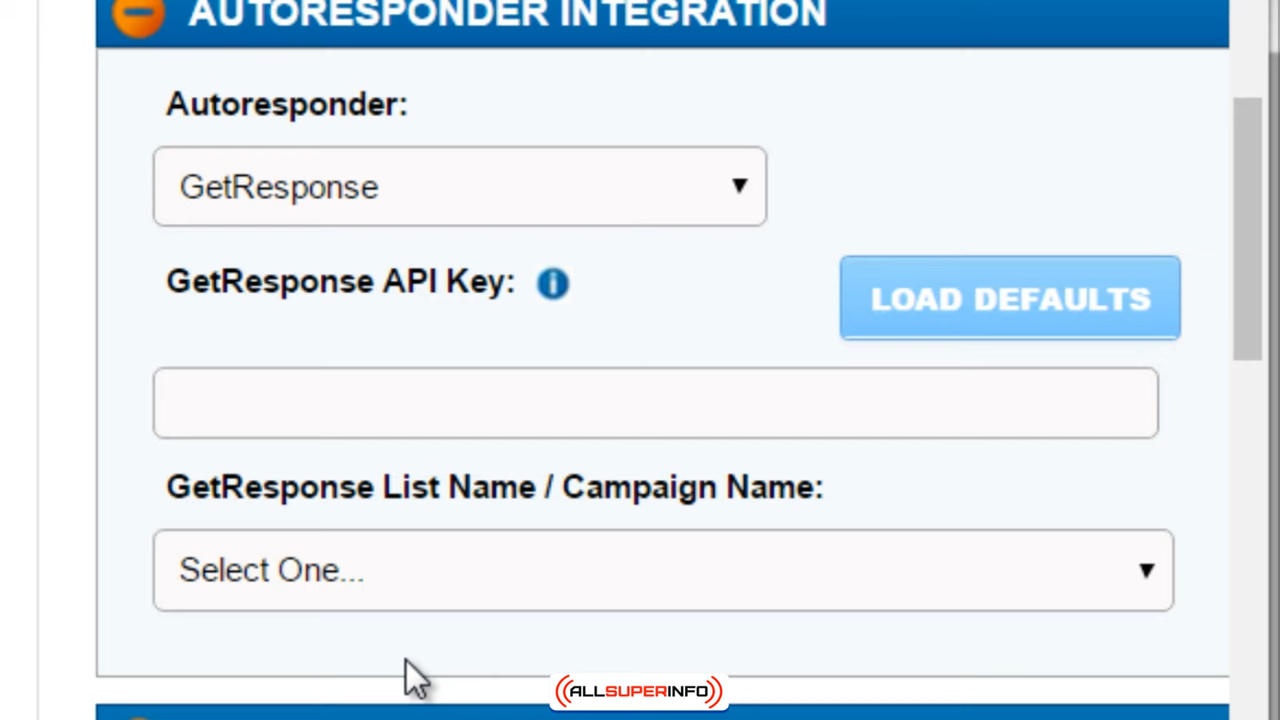 AUTORESPONDER INTEGRATION
Autoresponder:
GetResponse
GetResponse API Key:
LOAD DEFAULTS
GetResponse List Name / Campaign Name:
Select One...
ALLSUPERINFO